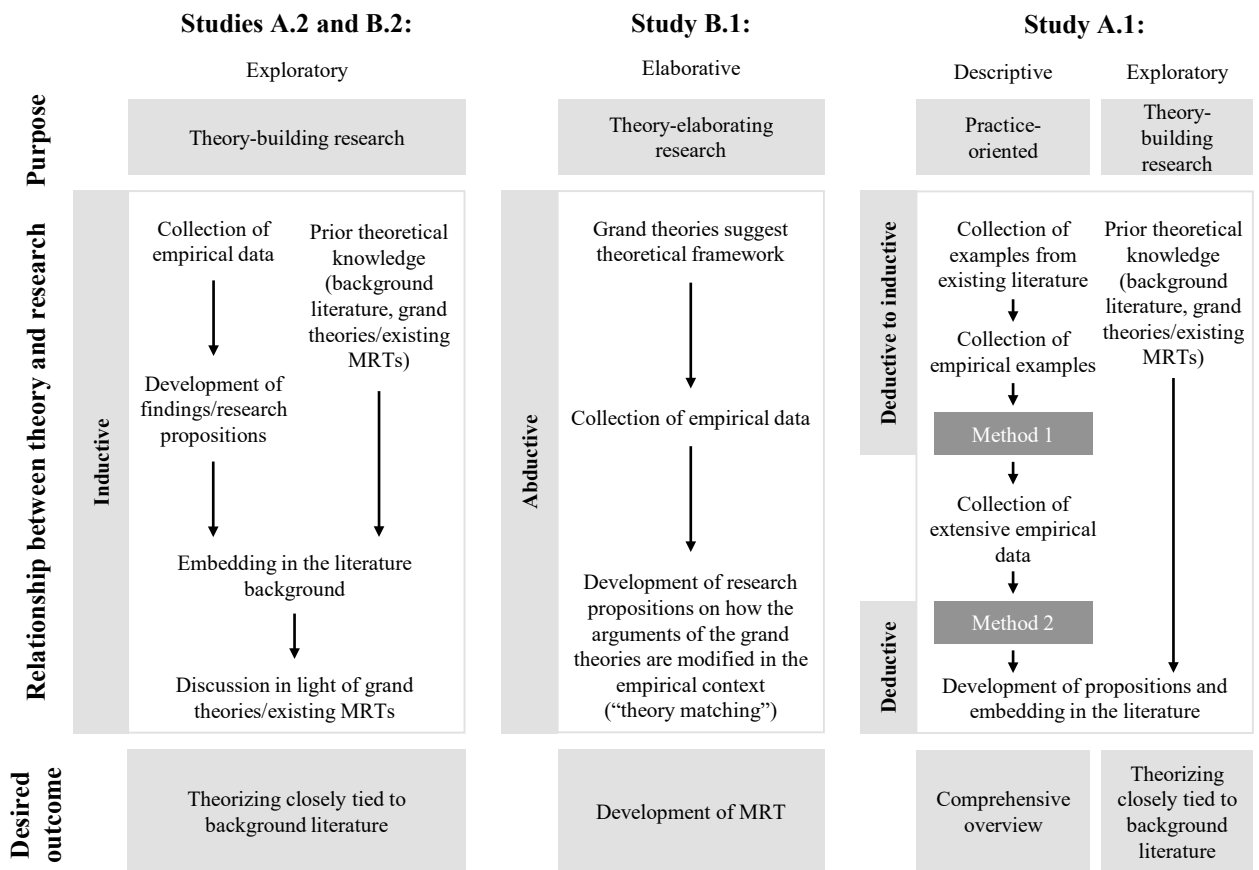 Studies A.2 and B.2:
Study B.1:
Study A.1:
Exploratory
Elaborative
Descriptive
Exploratory
Purpose
Theory-building research
Theory-elaborating
research
Practice-
oriented
Theory-
building
research
Relationship between theory and research
Inductive
Collection of
empirical data
Prior theoretical
knowledge
(background
literature, grand
theories/existing
MRTs)
Development of
findings/research
propositions
Embedding in the literature
background
Discussion in light of grand
theories/existing MRTs
Abductive
Grand theories suggest
theoretical framework
Collection of empirical data
Development of research
propositions on how the
arguments of the grand
theories are modified in the
empirical context
(“theory matching”)
Deductive to inductive
Collection of
examples from
existing literature
Collection of
empirical examples
Method 1
Collection of
extensive empirical
data
Deductive
Method 2
Prior theoretical
knowledge
(background
literature, grand
theories/existing
MRTs)
Development of propositions and
embedding in the literature
Desired
outcome
Theorizing closely tied to
background literature
Development of MRT
Comprehensive
overview
Theorizing
closely tied to
background
literature